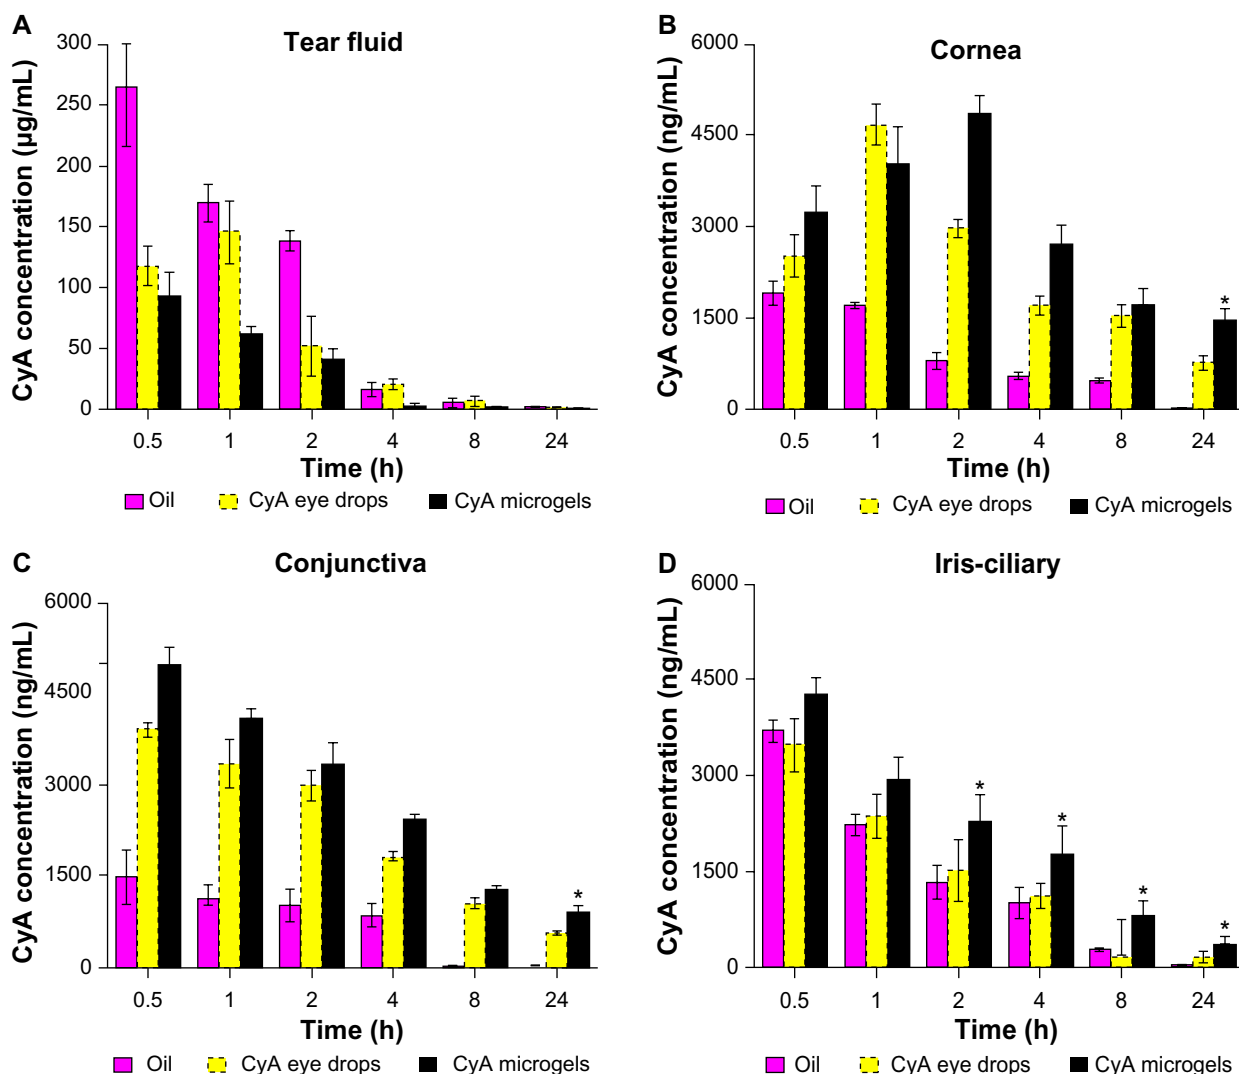 A
Tear fluid
CyA concentration (µg/mL)
300
250
200
150
100
50
0
0.5 1 2 4 8 24
Time (h)
Oil CyA eye drops CyA microgels
B
Cornea
CyA concentration (ng/mL)
6000
4500
3000
1500
0
*
0.5 1 2 4 8 24
Time (h)
Oil CyA eye drops CyA microgels
C
Conjunctiva
CyA concentration (ng/mL)
6000
4500
3000
1500
0
*
0.5 1 2 4 8 24
Time (h)
Oil CyA eye drops CyA microgels
D
Iris-ciliary
CyA concentration (ng/mL)
6000
4500
3000
1500
0
* * * *
0.5 1 2 4 8 24
Time (h)
Oil CyA eye drops CyA microgels